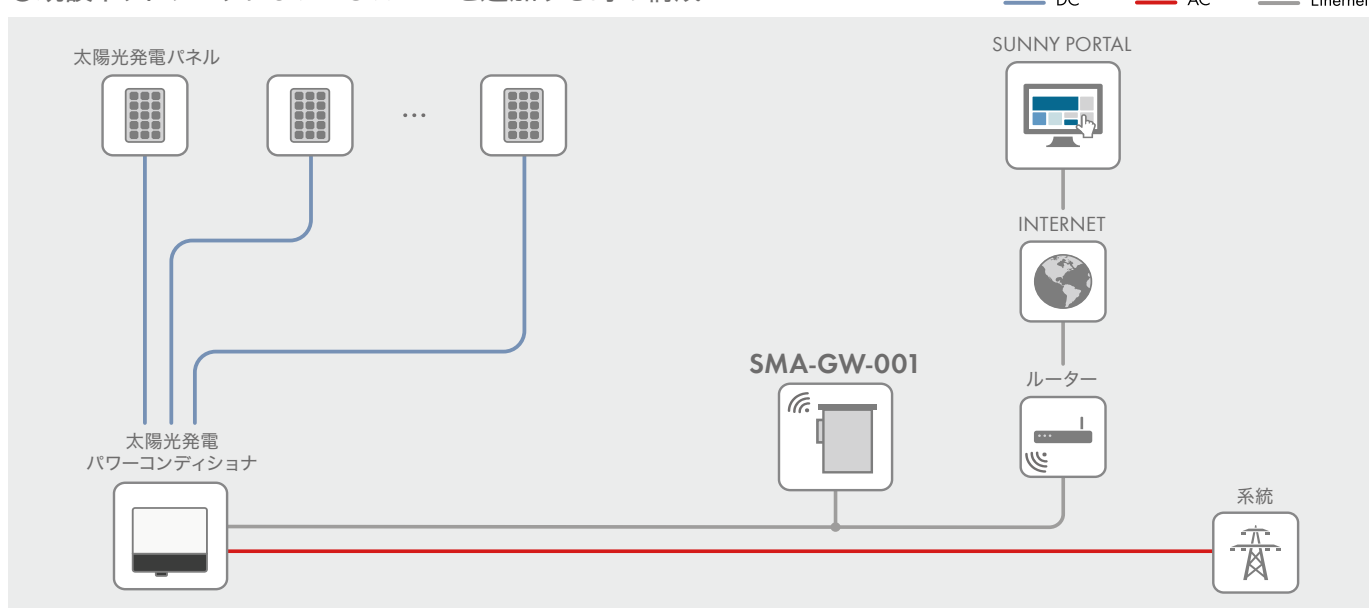 DC
AC
Ethernet
太陽光発電パネル
…
SUNNY PORTAL
INTERNET
SMA-GW-001
ルーター
太陽光発電
パワーコンディショナ
系統